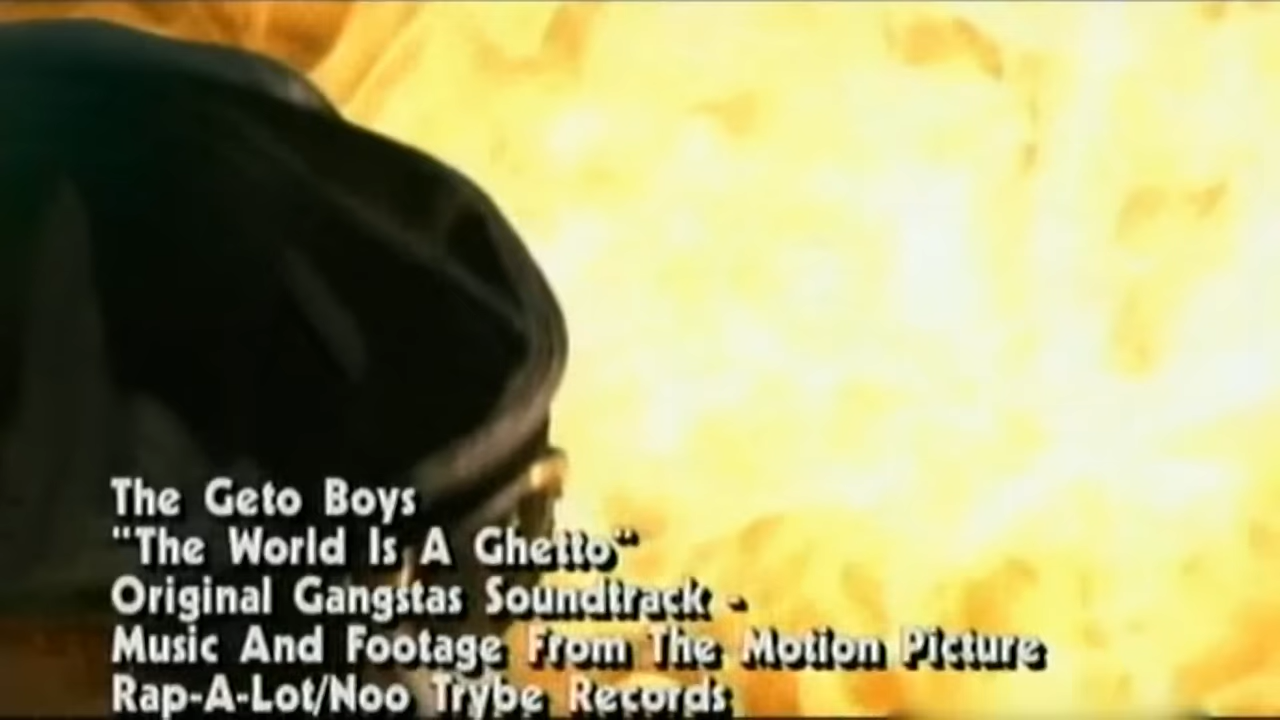 The Geto Boys
"The World Is A Ghetto"
Original Gangstas Soundtrack -
Music And Footage From The Motion Picture
Rap-A-Lot/Noo Trybe Records